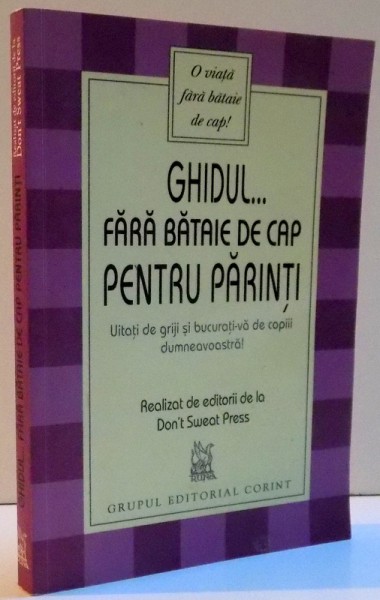 O viață
fără bătaie
de cap!
GHIDUL...
FĂRĂ BĂTAIE DE CAP
PENTRU PĂRINȚI
Uitați de griji și bucurați-vă de copiii
dumneavoastră!
Realizat de editorii de la
Don't Sweat Press
GRUPUL EDITORIAL CORINT
Realizat de editorii de la
Don't Sweat Press
GHIDUL... FĂRĂ BĂTAIE DE CAP PENTRU PĂRINȚI